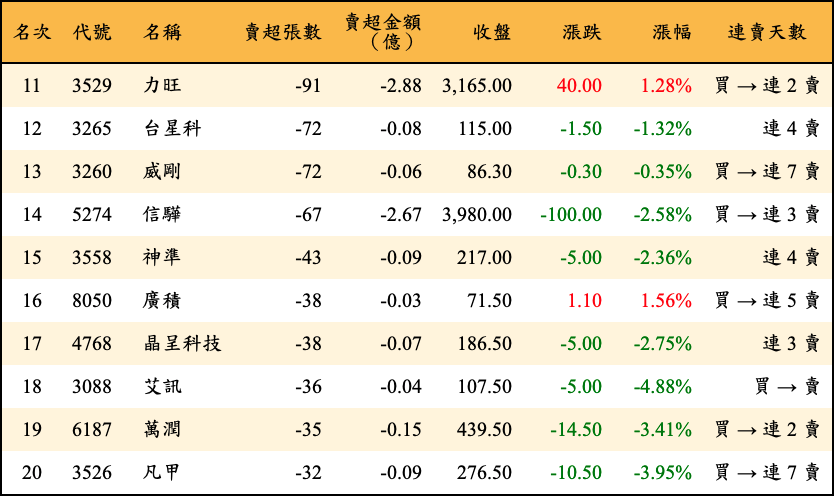 名次 代號 名稱 賣超張數 賣超金額（億） 收盤 漲跌 漲幅 連賣天數
11 3529 力旺 -91 -2.88 3,165.00 40.00 1.28% 買 → 連 2 賣
12 3265 台星科 -72 -0.08 115.00 -1.50 -1.32% 連 4 賣
13 3260 威剛 -72 -0.06 86.30 -0.30 -0.35% 買 → 連 7 賣
14 5274 信驊 -67 -2.67 3,980.00 -100.00 -2.58% 買 → 連 3 賣
15 3558 神準 -43 -0.09 217.00 -5.00 -2.36% 連 4 賣
16 8050 廣積 -38 -0.03 71.50 1.10 1.56% 買 → 連 5 賣
17 4768 晶呈科技 -38 -0.07 186.50 -5.00 -2.75% 連 3 賣
18 3088 艾訊 -36 -0.04 107.50 -5.00 -4.88% 買 → 賣
19 6187 萬潤 -35 -0.15 439.50 -14.50 -3.41% 買 → 連 2 賣
20 3526 凡甲 -32 -0.09 276.50 -10.50 -3.95% 買 → 連 7 賣